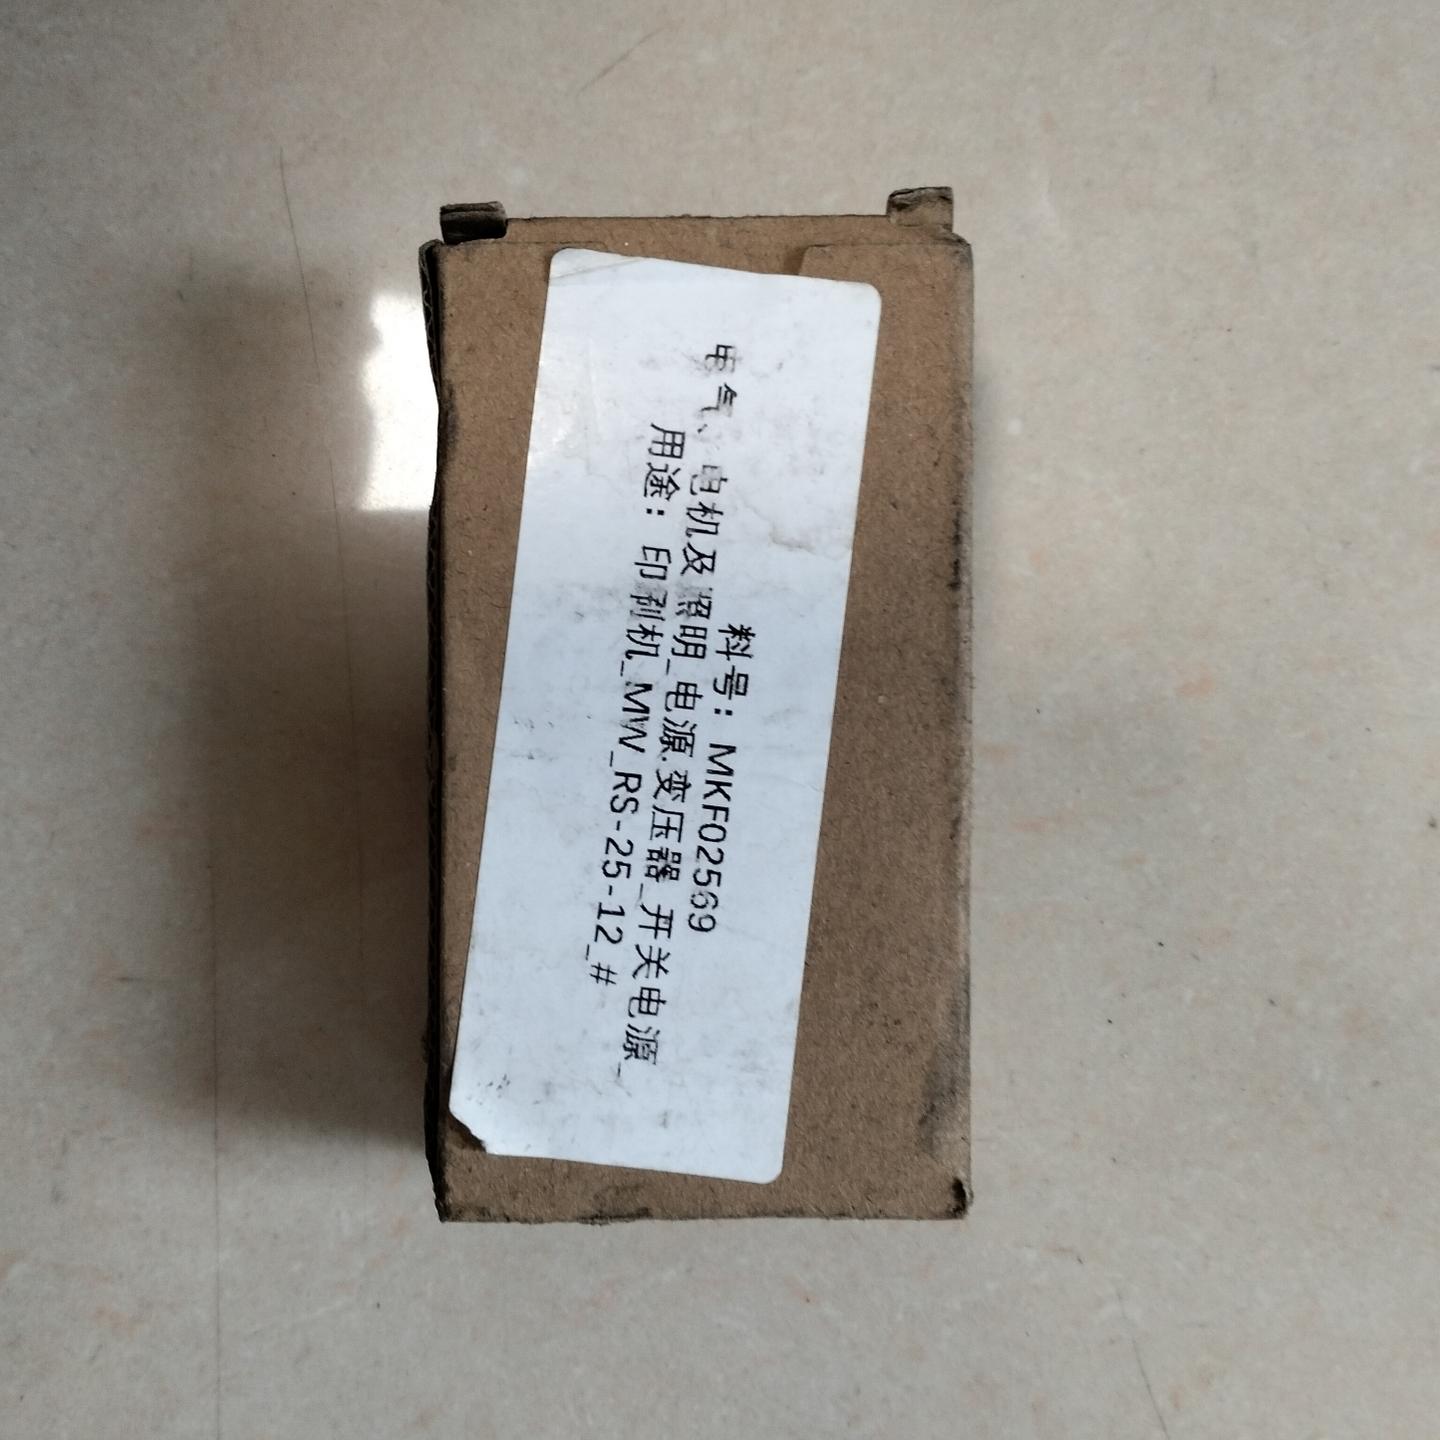 料号: MKF02569
电气、电机及照明_电源.变压器_开关电源_
用途: 印刷机_MW_RS-25-12_#